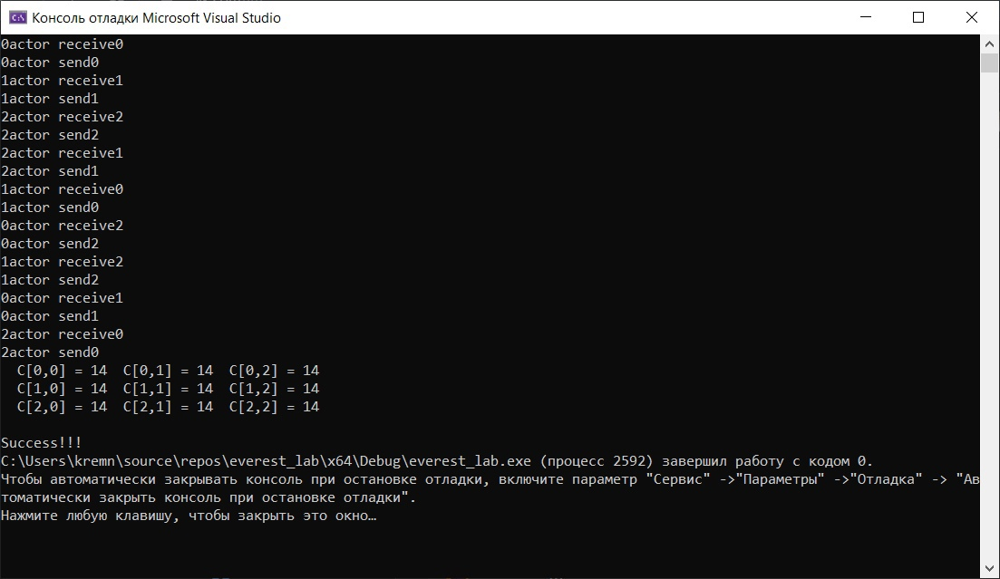 Консоль отладки Microsoft Visual Studio
0actor receive0
0actor send0
1actor receive1
1actor send1
2actor receive2
2actor send2
2actor receive1
2actor send1
1actor receive0
1actor send0
0actor receive2
0actor send2
1actor receive2
1actor send2
0actor receive1
0actor send1
2actor receive0
2actor send0
C[0,0] = 14  C[0,1] = 14  C[0,2] = 14
C[1,0] = 14  C[1,1] = 14  C[1,2] = 14
C[2,0] = 14  C[2,1] = 14  C[2,2] = 14
Success!!!
C:\Users\kremn\source\repos\everest_lab\x64\Debug\everest_lab.exe (процесс 2592) завершил работу с кодом 0.
Чтобы автоматически закрывать консоль при остановке отладки, включите параметр "Сервис" ->"Параметры" ->"Отладка" -> "Ав
томатически закрыть консоль при остановке отладки".
Нажмите любую клавишу, чтобы закрыть это окно…